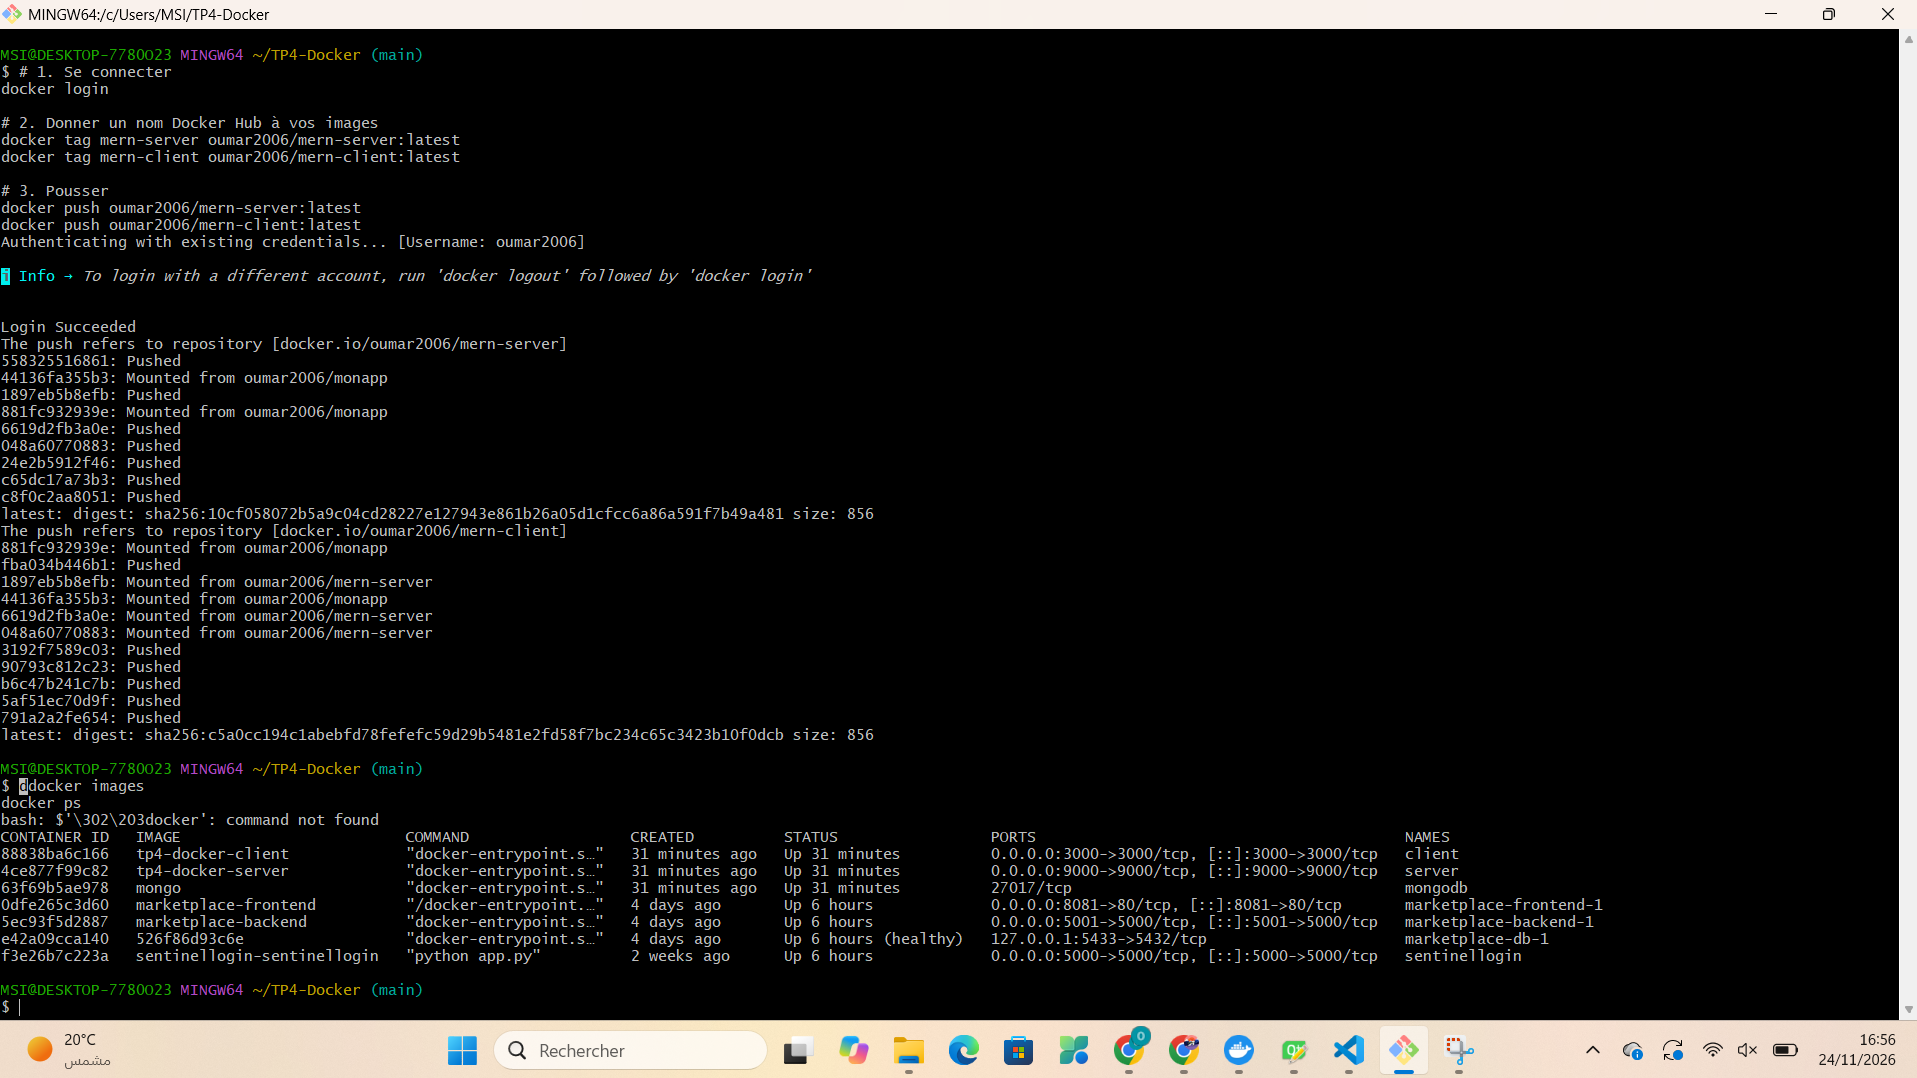 MINGW64:/c/Users/MSI/TP4-Docker
MSI@DESKTOP-7780O23 MINGW64 ~/TP4-Docker (main)
$ # 1. Se connecter
docker login
# 2. Donner un nom Docker Hub à vos images
docker tag mern-server oumar2006/mern-server:latest
docker tag mern-client oumar2006/mern-client:latest
# 3. Pousser
docker push oumar2006/mern-server:latest
docker push oumar2006/mern-client:latest
Authenticating with existing credentials... [Username: oumar2006]
i Info → To login with a different account, run 'docker logout' followed by 'docker login'
Login Succeeded
The push refers to repository [docker.io/oumar2006/mern-server]
558325516861: Pushed
44136fa355b3: Mounted from oumar2006/monapp
1897eb5b8efb: Pushed
881fc932939e: Mounted from oumar2006/monapp
6619d2fb3a0e: Pushed
048a60770883: Pushed
24e2b5912f46: Pushed
c65dc17a73b3: Pushed
c8f0c2aa8051: Pushed
latest: digest: sha256:10cf058072b5a9c04cd28227e127943e861b26a05d1cfcc6a86a591f7b49a481 size: 856
The push refers to repository [docker.io/oumar2006/mern-client]
881fc932939e: Mounted from oumar2006/monapp
fba034b446b1: Pushed
1897eb5b8efb: Mounted from oumar2006/mern-server
44136fa355b3: Mounted from oumar2006/monapp
6619d2fb3a0e: Mounted from oumar2006/mern-server
048a60770883: Mounted from oumar2006/mern-server
3192f7589c03: Pushed
90793c812c23: Pushed
b6c47b241c7b: Pushed
5af51ec70d9f: Pushed
791a2a2fe654: Pushed
latest: digest: sha256:c5a0cc194c1abebfd78fefefc59d29b5481e2fd58f7bc234c65c3423b10f0dcb size: 856
MSI@DESKTOP-7780O23 MINGW64 ~/TP4-Docker (main)
$ ddocker images
docker ps
bash: $'\302\203docker': command not found
CONTAINER ID   IMAGE                         COMMAND                  CREATED          STATUS                 PORTS                                         NAMES
88838ba6c166   tp4-docker-client             "docker-entrypoint.s…"   31 minutes ago   Up 31 minutes          0.0.0.0:3000->3000/tcp, [::]:3000->3000/tcp   client
4ce877f99c82   tp4-docker-server             "docker-entrypoint.s…"   31 minutes ago   Up 31 minutes          0.0.0.0:9000->9000/tcp, [::]:9000->9000/tcp   server
63f69b5ae978   mongo                         "docker-entrypoint.s…"   31 minutes ago   Up 31 minutes          27017/tcp                                     mongodb
0dfe265c3d60   marketplace-frontend          "/docker-entrypoint.…"   4 days ago       Up 6 hours             0.0.0.0:8081->80/tcp, [::]:8081->80/tcp       marketplace-frontend-1
5ec93f5d2887   marketplace-backend           "docker-entrypoint.s…"   4 days ago       Up 6 hours             0.0.0.0:5001->5000/tcp, [::]:5001->5000/tcp   marketplace-backend-1
e42a09cca140   526f86d93c6e                  "docker-entrypoint.s…"   4 days ago       Up 6 hours (healthy)   127.0.0.1:5433->5432/tcp                      marketplace-db-1
f3e26b7c223a   sentinellogin-sentinellogin   "python app.py"          2 weeks ago      Up 6 hours             0.0.0.0:5000->5000/tcp, [::]:5000->5000/tcp   sentinellogin
MSI@DESKTOP-7780O23 MINGW64 ~/TP4-Docker (main)
$
20°C
مشمس
Rechercher
0
16:56
24/11/2026